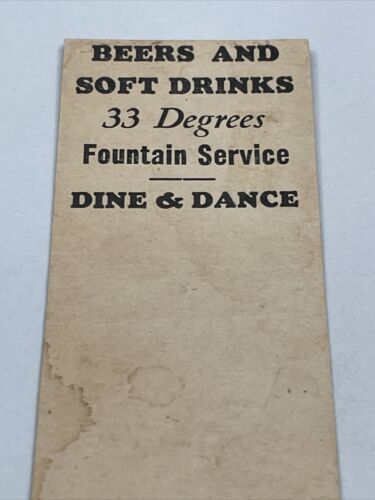 BEERS AND
SOFT DRINKS
33 Degrees
Fountain Service
DINE & DANCE